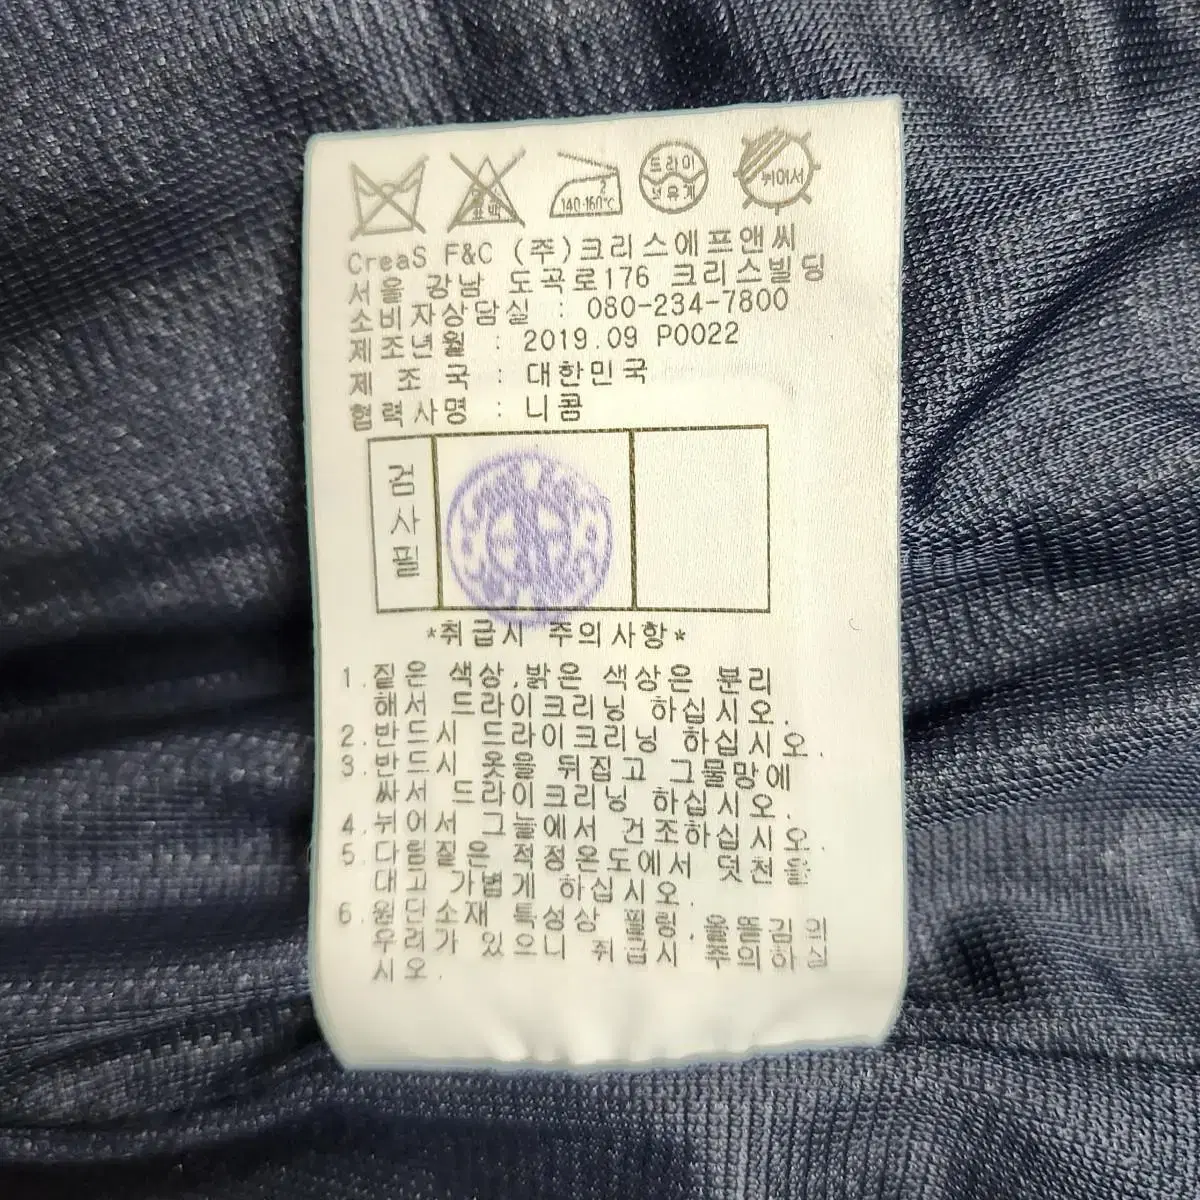 표백
2
140-160℃
드라이
석유계
뉘어서
CreaS F&C (주)크리스에프앤씨
서울 강남 도곡로176 크리스빌딩
소비자상담실 : 080-234-7800
제조년월 : 2019.09 P0022
제 조 국 : 대한민국
협력사명 : 니콤
검
사
필
*취급시 주의사항*
1.짙은 색상,밝은 색상은 분리
해서 드라이크리닝 하십시오.
2.반드시 드라이크리닝 하십시오.
3.반드시 옷을 뒤집고 그물망에
싸서 드라이크리닝 하십시오.
4.뉘어서 그늘에서 건조하십시오.
5.다림질은 적정온도에서 덧천을
대고 가볍게 하십시오.
6.원단소재 특성상 필링,올뜯김의
우려가 있으니 취급시 주의하십
시오.